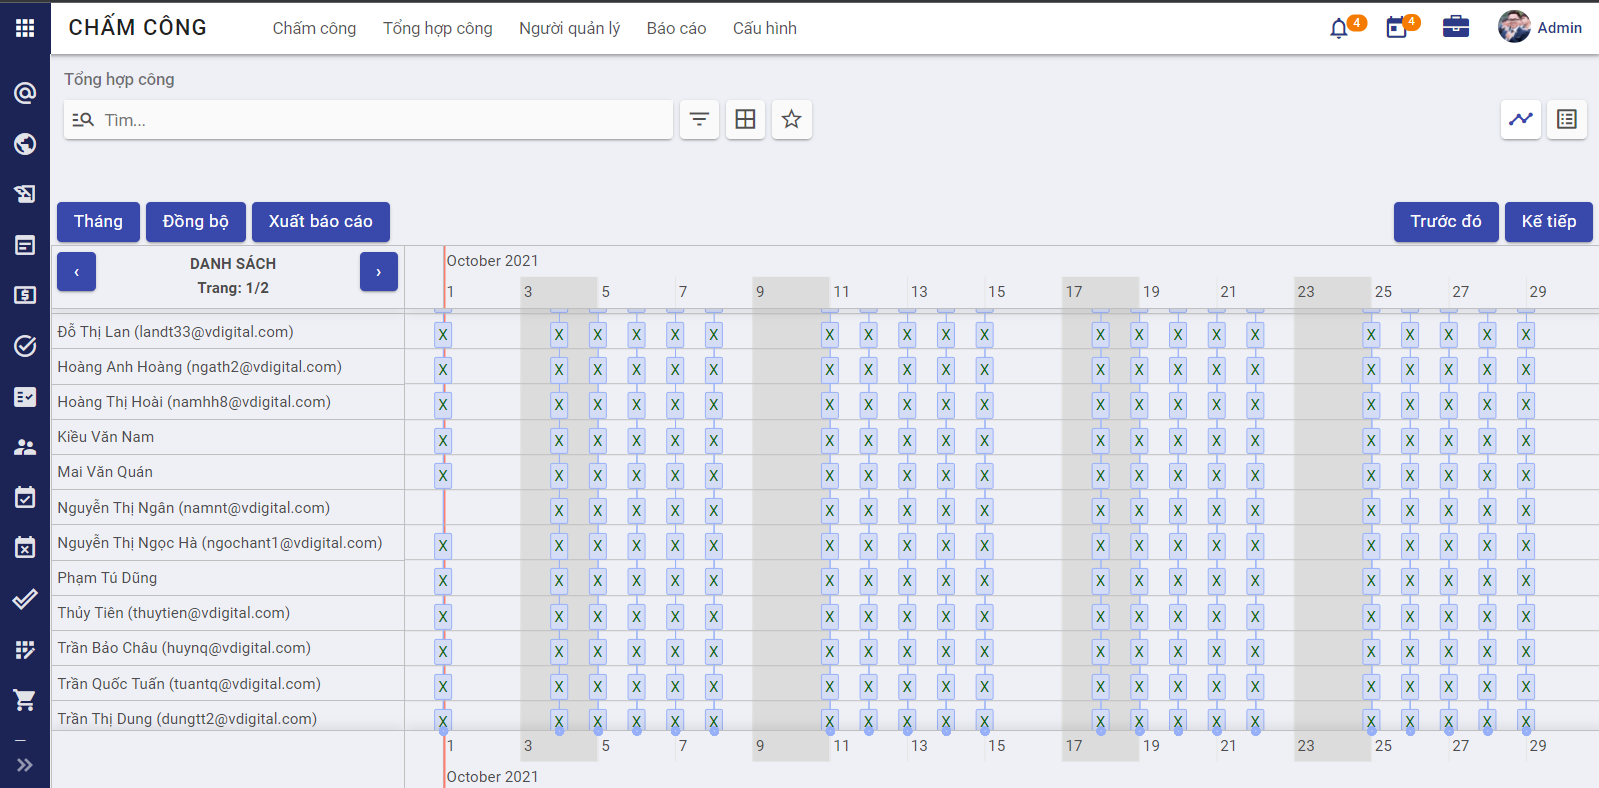 CHẤM CÔNG Chấm công Tổng hợp công Người quản lý Báo cáo Cấu hình 4 4 Admin
Tổng hợp công
Tìm...
Tháng Đồng bộ Xuất báo cáo Trước đó Kế tiếp
‹ DANH SÁCH ›
Trang: 1/2
October 2021
1 3 5 7 9 11 13 15 17 19 21 23 25 27 29
Đỗ Thị Lan (landt33@vdigital.com) X X X X X X X X X X X X X X X X X X X X X
Hoàng Anh Hoàng (ngath2@vdigital.com) X X X X X X X X X X X X X X X X X X X X X
Hoàng Thị Hoài (namhh8@vdigital.com) X X X X X X X X X X X X X X X X X X X X X
Kiều Văn Nam X X X X X X X X X X X X X X X X X X X X X
Mai Văn Quán X X X X X X X X X X X X X X X X X X X X X
Nguyễn Thị Ngân (namnt@vdigital.com) X X X X X X X X X X X X X X X X X X X X
Nguyễn Thị Ngọc Hà (ngochant1@vdigital.com) X X X X X X X X X X X X X X X X X X X X X
Phạm Tú Dũng X X X X X X X X X X X X X X X X X X X X X
Thủy Tiên (thuytien@vdigital.com) X X X X X X X X X X X X X X X X X X X X X
Trần Bảo Châu (huynq@vdigital.com) X X X X X X X X X X X X X X X X X X X X X
Trần Quốc Tuấn (tuantq@vdigital.com) X X X X X X X X X X X X X X X X X X X X X
Trần Thị Dung (dungtt2@vdigital.com) X X X X X X X X X X X X X X X X X X X X X
1 3 5 7 9 11 13 15 17 19 21 23 25 27 29
October 2021